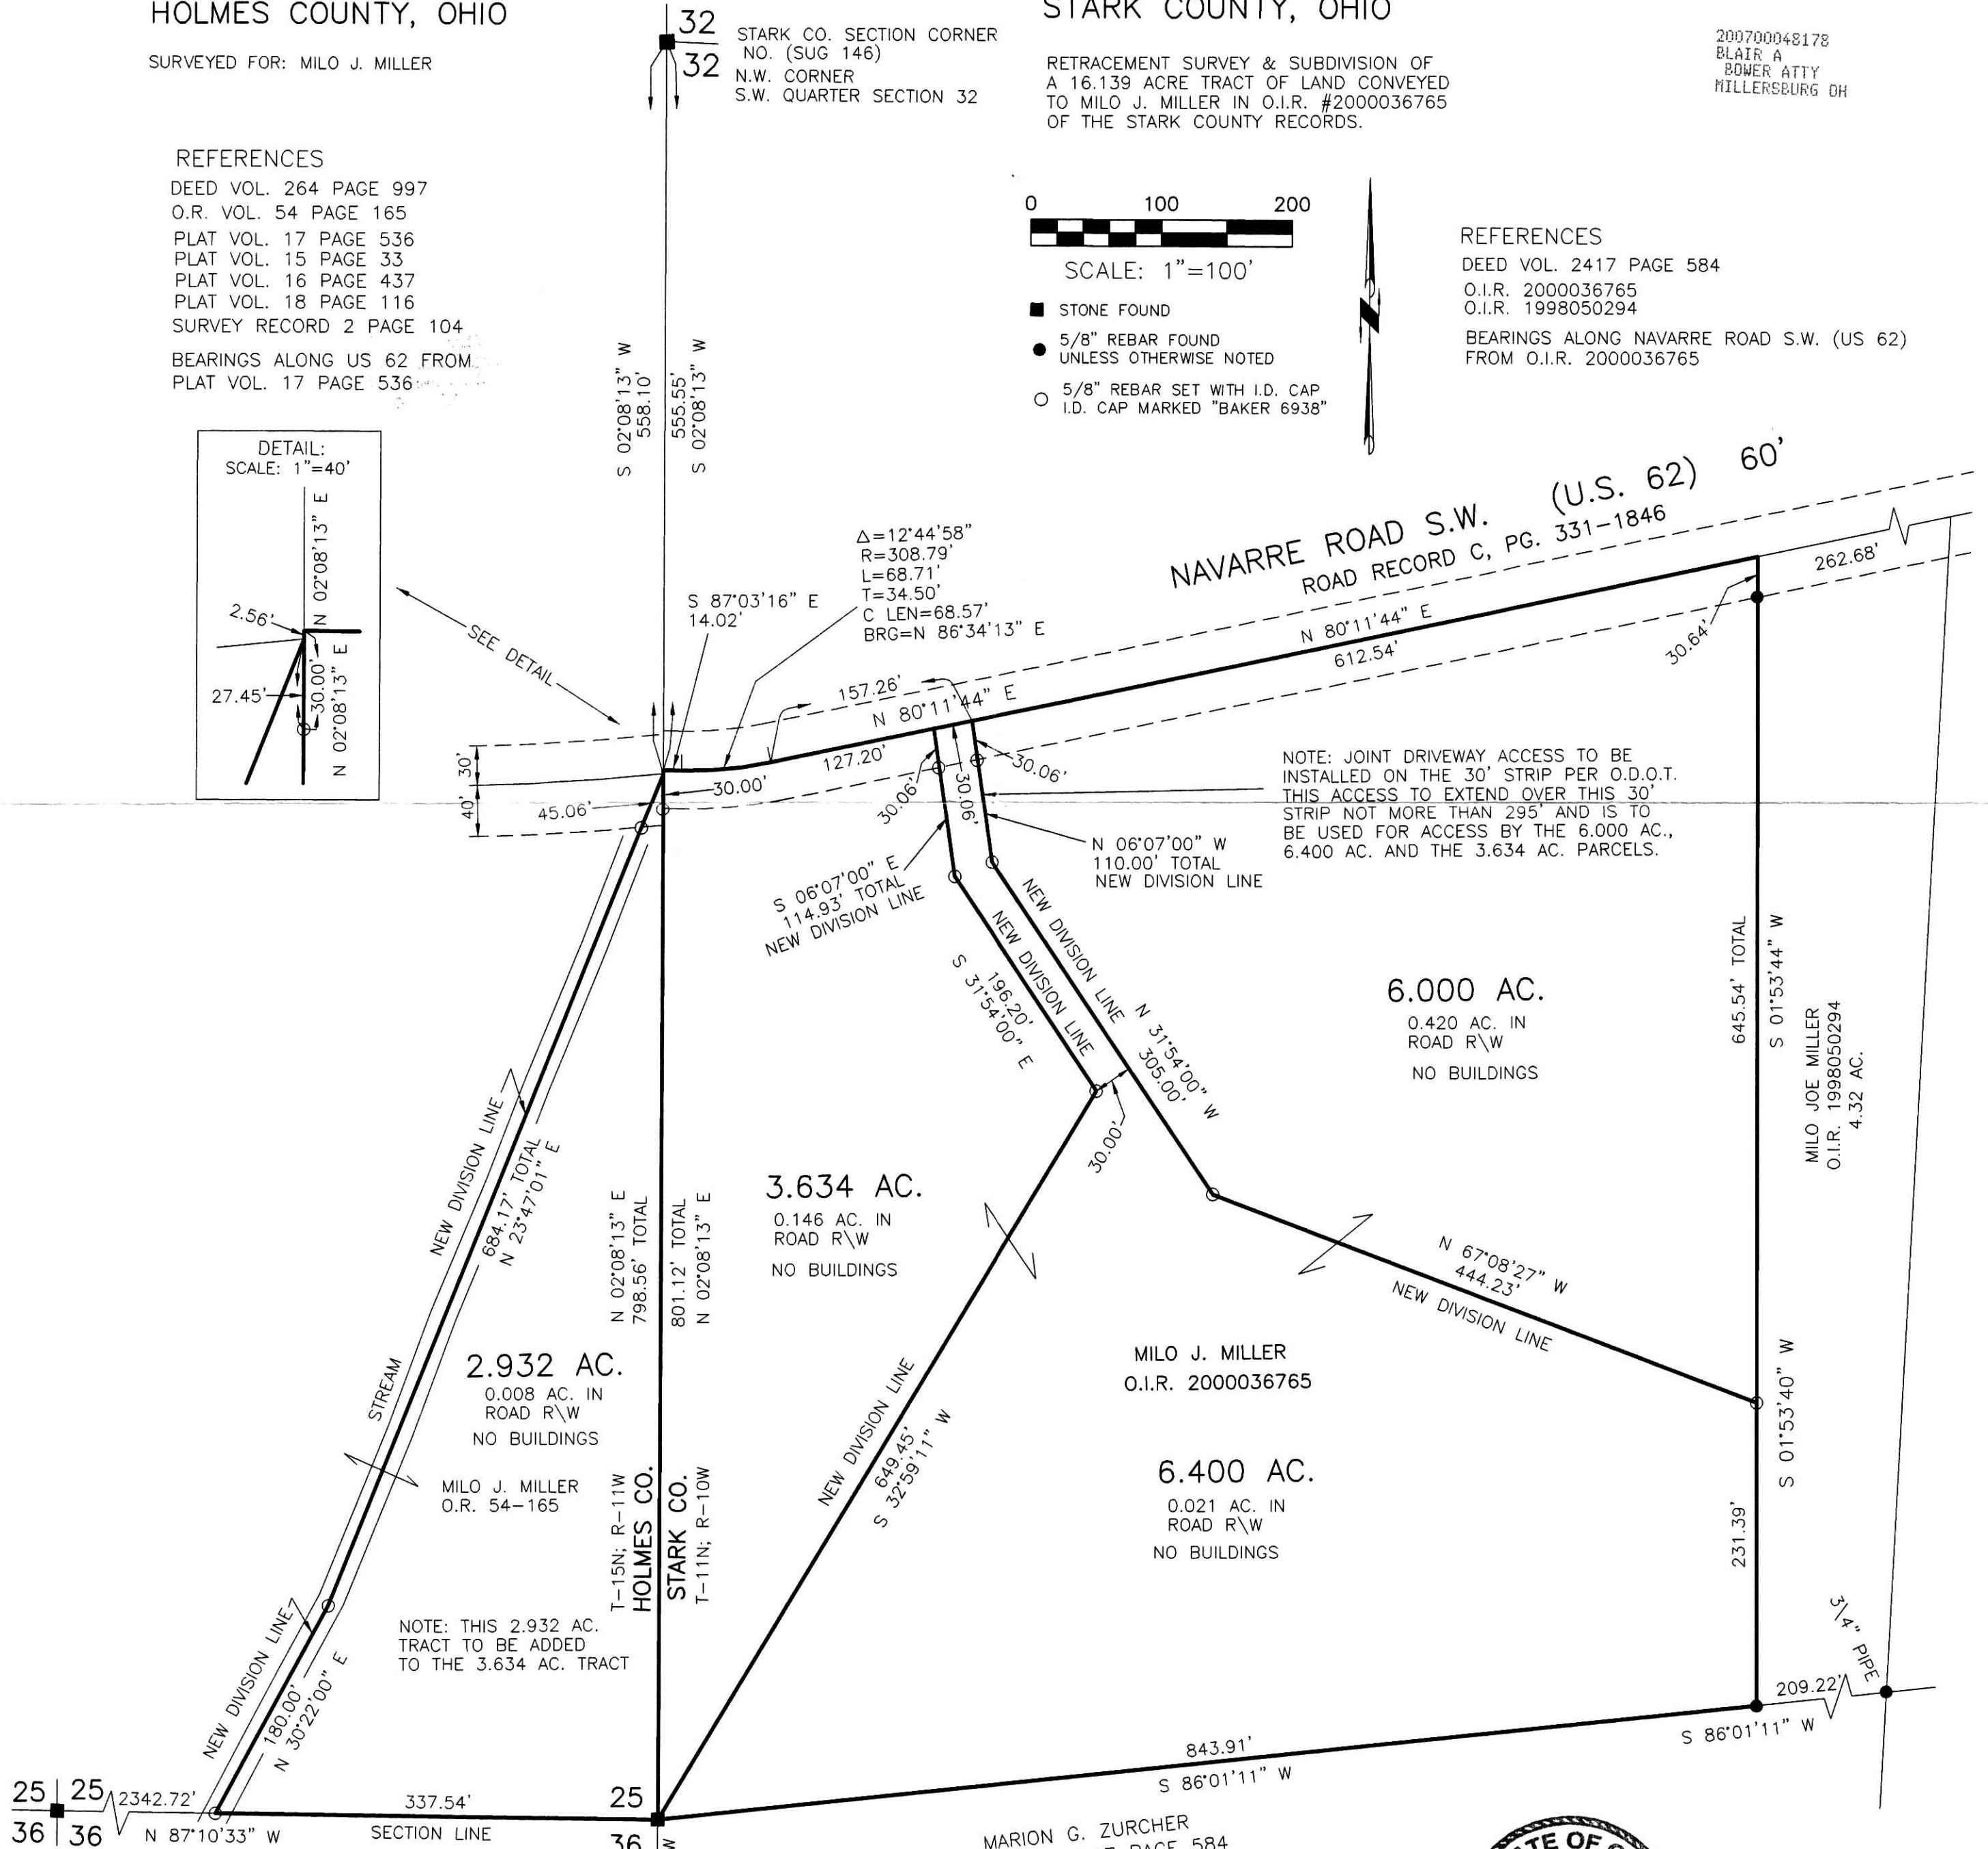 HOLMES COUNTY, OHIO
SURVEYED FOR: MILO J. MILLER
32
32
STARK CO. SECTION CORNER
NO. (SUG 146)
N.W. CORNER
S.W. QUARTER SECTION 32
STARK COUNTY, OHIO
RETRACEMENT SURVEY & SUBDIVISION OF
A 16.139 ACRE TRACT OF LAND CONVEYED
TO MILO J. MILLER IN O.I.R. #2000036765
OF THE STARK COUNTY RECORDS.
200700048178
BLAIR A
BOWER ATTY
MILLERSBURG OH
REFERENCES
DEED VOL. 264 PAGE 997
O.R. VOL. 54 PAGE 165
PLAT VOL. 17 PAGE 536
PLAT VOL. 15 PAGE 33
PLAT VOL. 16 PAGE 437
PLAT VOL. 18 PAGE 116
SURVEY RECORD 2 PAGE 104
BEARINGS ALONG US 62 FROM
PLAT VOL. 17 PAGE 536
0 100 200
SCALE: 1"=100'
STONE FOUND
5/8" REBAR FOUND
UNLESS OTHERWISE NOTED
5/8" REBAR SET WITH I.D. CAP
I.D. CAP MARKED "BAKER 6938"
REFERENCES
DEED VOL. 2417 PAGE 584
O.I.R. 2000036765
O.I.R. 1998050294
BEARINGS ALONG NAVARRE ROAD S.W. (US 62)
FROM O.I.R. 2000036765
S 02°08'13" W
558.10'
555.55'
S 02°08'13" W
DETAIL:
SCALE: 1"=40'
N 02°08'13" E
2.56'
27.45'
30.00'
N 02°08'13" E
SEE DETAIL
Δ=12°44'58"
R=308.79'
L=68.71'
T=34.50'
C LEN=68.57'
BRG=N 86°34'13" E
S 87°03'16" E
14.02'
NAVARRE ROAD S.W. (U.S. 62) 60'
ROAD RECORD C, PG. 331-1846
262.68'
N 80°11'44" E
612.54'
30.64'
157.26'
N 80°11'44" E
127.20'
30'
40'
45.06'
30.00'
30.06'
30.06'
30.06'
NOTE: JOINT DRIVEWAY ACCESS TO BE
INSTALLED ON THE 30' STRIP PER O.D.O.T.
THIS ACCESS TO EXTEND OVER THIS 30'
STRIP NOT MORE THAN 295' AND IS TO
BE USED FOR ACCESS BY THE 6.000 AC.,
6.400 AC. AND THE 3.634 AC. PARCELS.
N 06°07'00" W
110.00' TOTAL
NEW DIVISION LINE
S 06°07'00" E
114.93' TOTAL
NEW DIVISION LINE
NEW DIVISION LINE
N 31°54'00" W
305.00'
NEW DIVISION LINE
196.20'
S 31°54'00" E
30.00'
6.000 AC.
0.420 AC. IN
ROAD R\W
NO BUILDINGS
645.54' TOTAL
S 01°53'44" W
MILO JOE MILLER
O.I.R. 1998050294
4.32 AC.
NEW DIVISION LINE
684.17' TOTAL
N 23°47'01" E
N 02°08'13" E
798.56' TOTAL
801.12' TOTAL
N 02°08'13" E
3.634 AC.
0.146 AC. IN
ROAD R\W
NO BUILDINGS
N 67°08'27" W
444.23'
NEW DIVISION LINE
MILO J. MILLER
O.I.R. 2000036765
2.932 AC.
0.008 AC. IN
ROAD R\W
NO BUILDINGS
STREAM
MILO J. MILLER
O.R. 54-165
NEW DIVISION LINE
649.45'
S 32°59'11" W
6.400 AC.
0.021 AC. IN
ROAD R\W
NO BUILDINGS
S 01°53'40" W
231.39'
T-15N; R-11W
HOLMES CO.
STARK CO.
T-11N; R-10W
NOTE: THIS 2.932 AC.
TRACT TO BE ADDED
TO THE 3.634 AC. TRACT
NEW DIVISION LINE
180.00'
N 30°22'00" E
3\4" PIPE
209.22'
S 86°01'11" W
843.91'
S 86°01'11" W
25 25
36 36
2342.72'
N 87°10'33" W
337.54'
SECTION LINE
25
36
W
MARION G. ZURCHER
PAGE 584